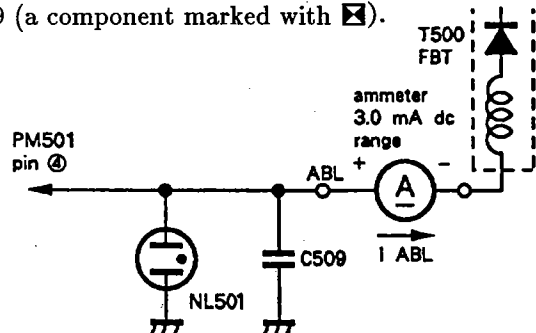 9 (a component marked with ⧗).
T500
FBT
ammeter
3.0 mA dc
range
PM501
pin ④
ABL
+
-
A
I ABL
C509
NL501